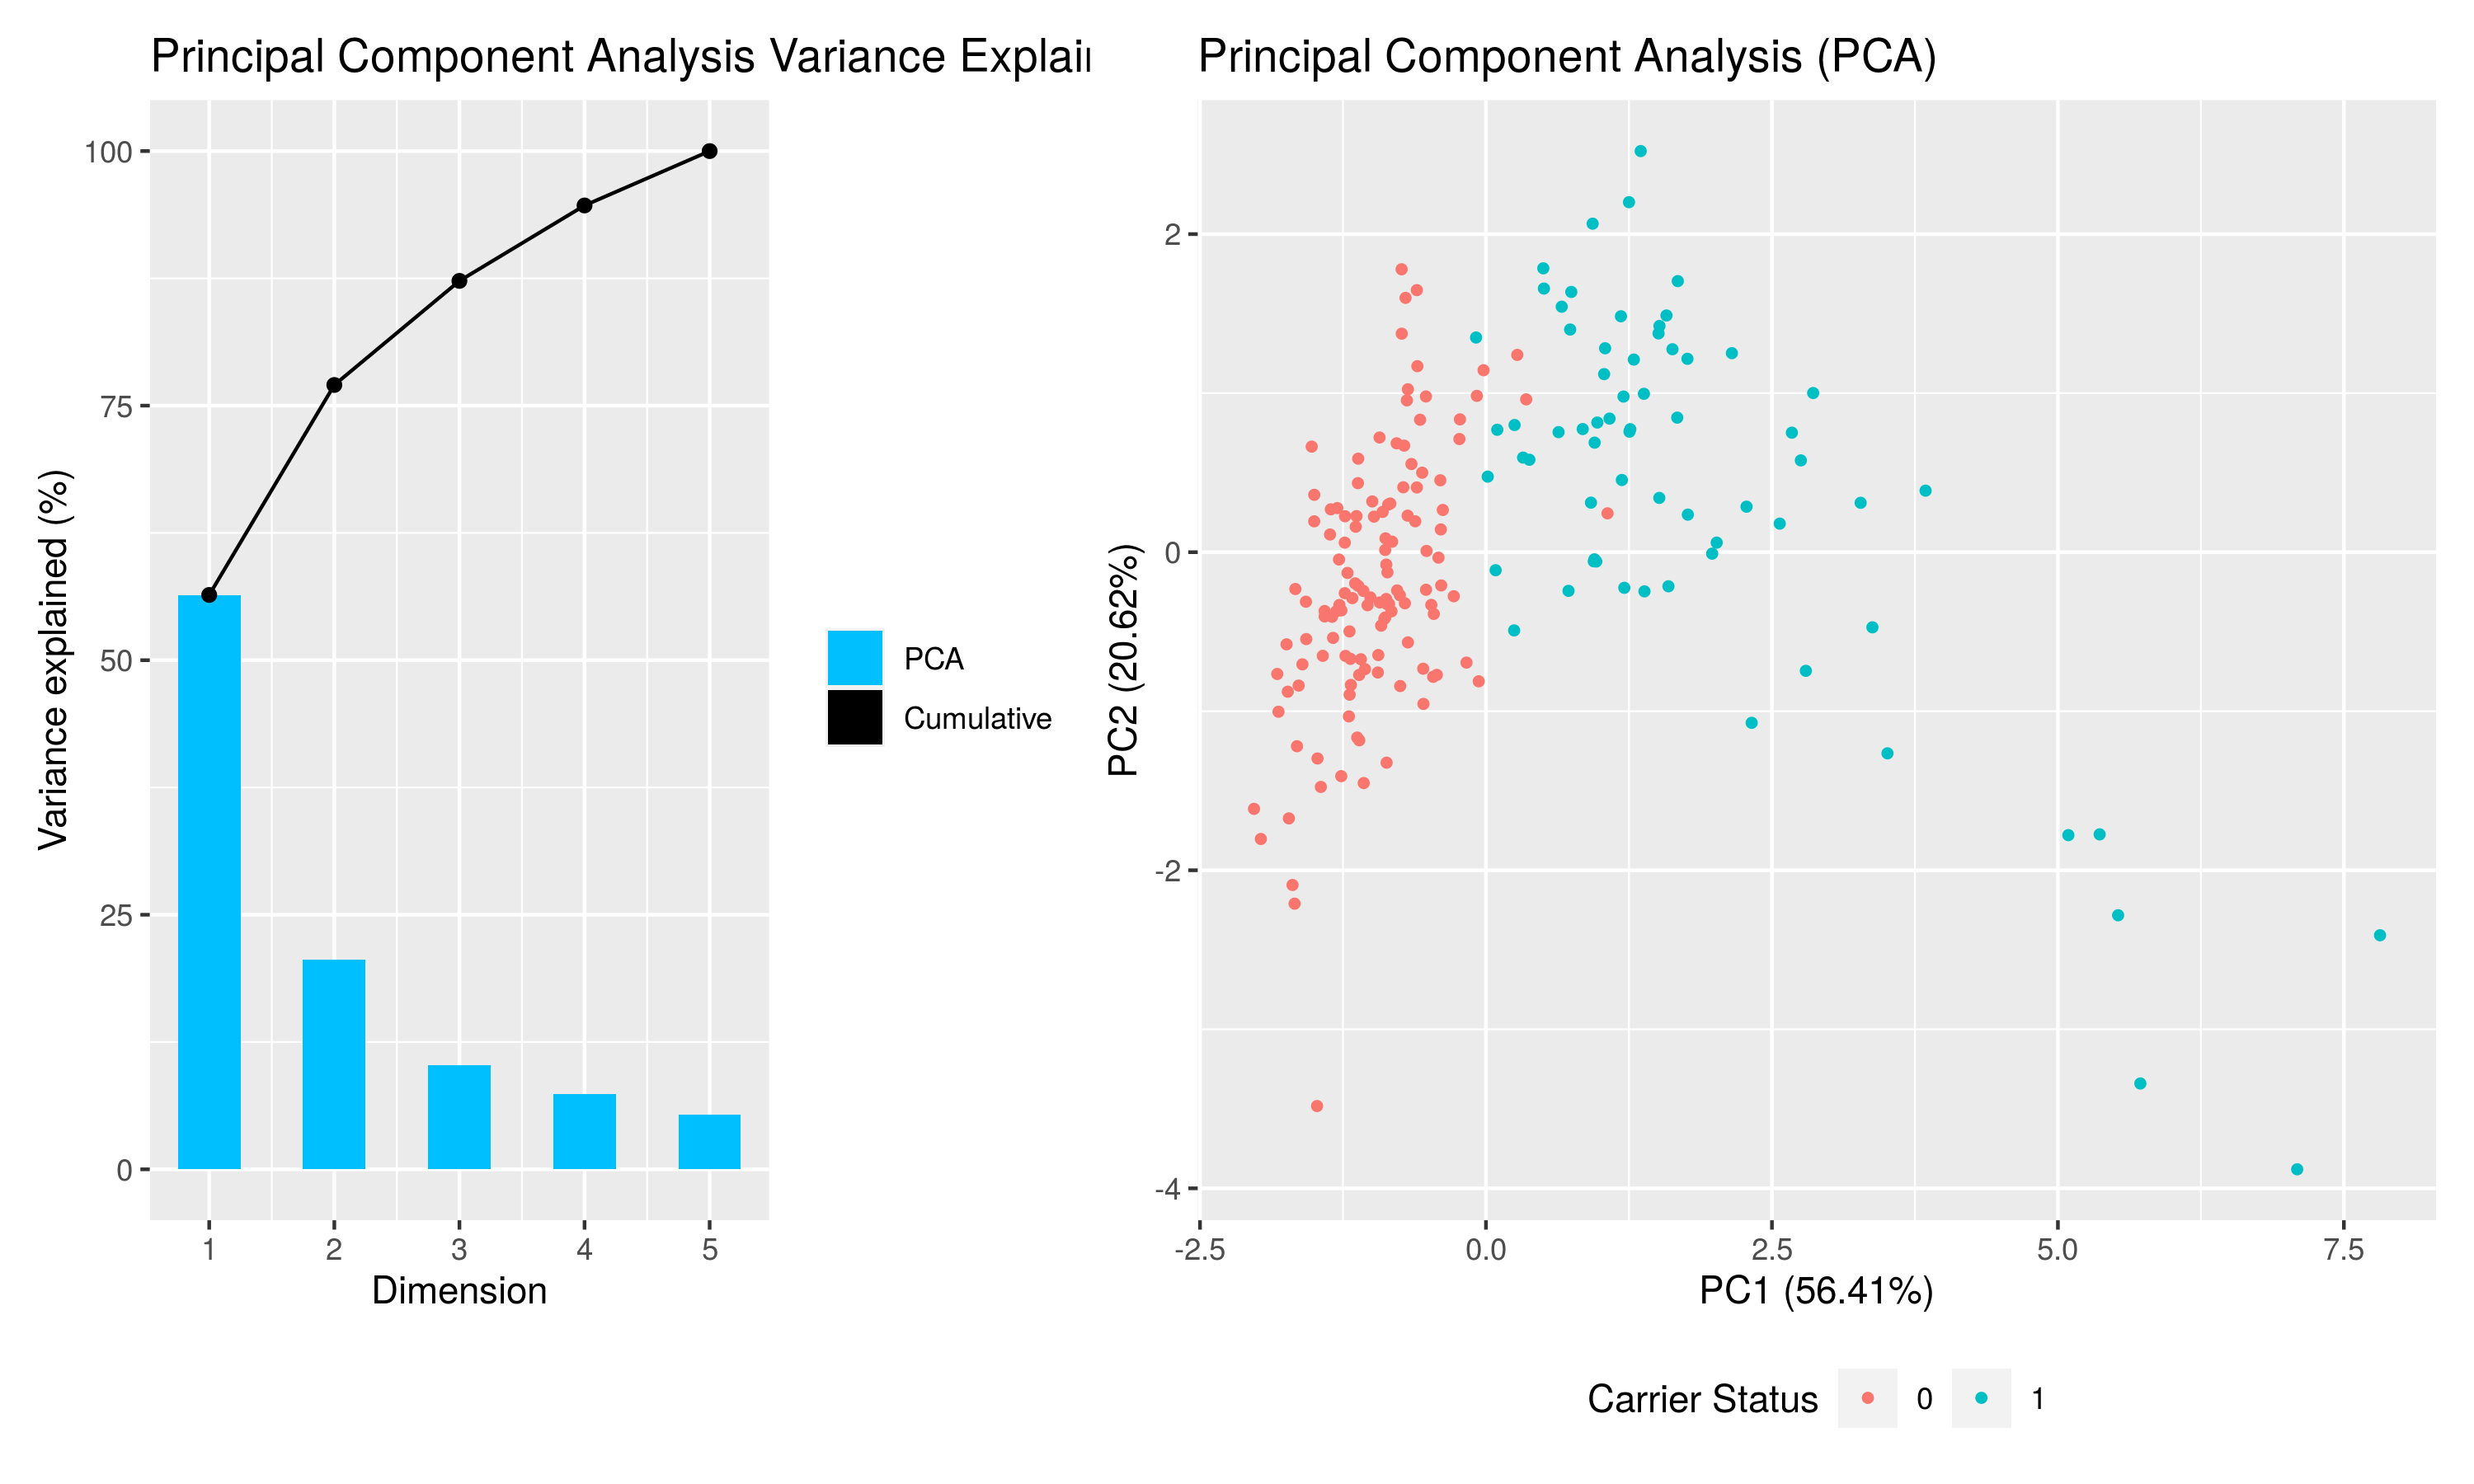 Principal Component Analysis Variance Explai
Variance explained (%)
100
75
50
25
0
1 2 3 4 5
Dimension
PCA
Cumulative
Principal Component Analysis (PCA)
PC2 (20.62%)
2
0
-2
-4
-2.5 0.0 2.5 5.0 7.5
PC1 (56.41%)
Carrier Status 0 1